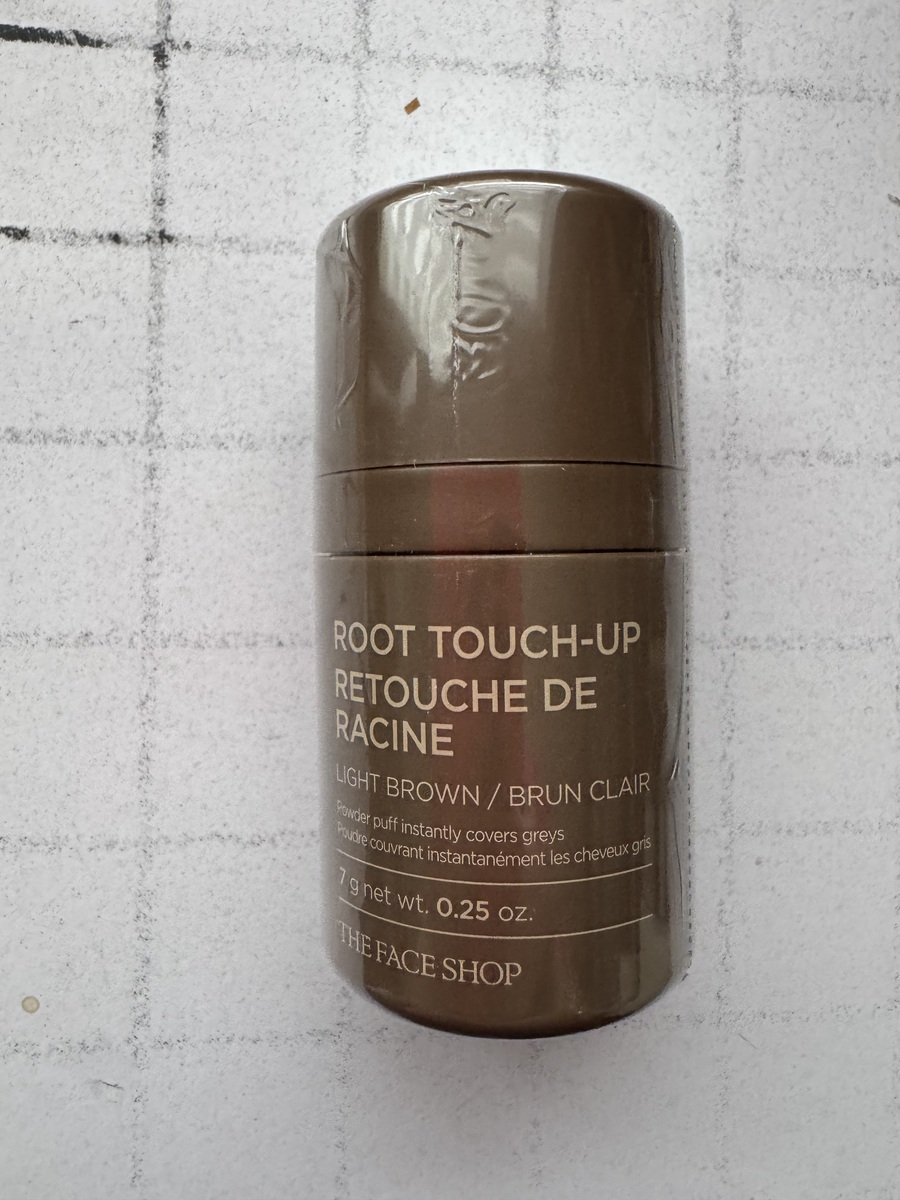 ROOT TOUCH-UP
RETOUCHE DE
RACINE
LIGHT BROWN / BRUN CLAIR
Powder puff instantly covers greys
Poudre couvrant instantanément les cheveux gris
7 g net wt. 0.25 oz.
THE FACE SHOP